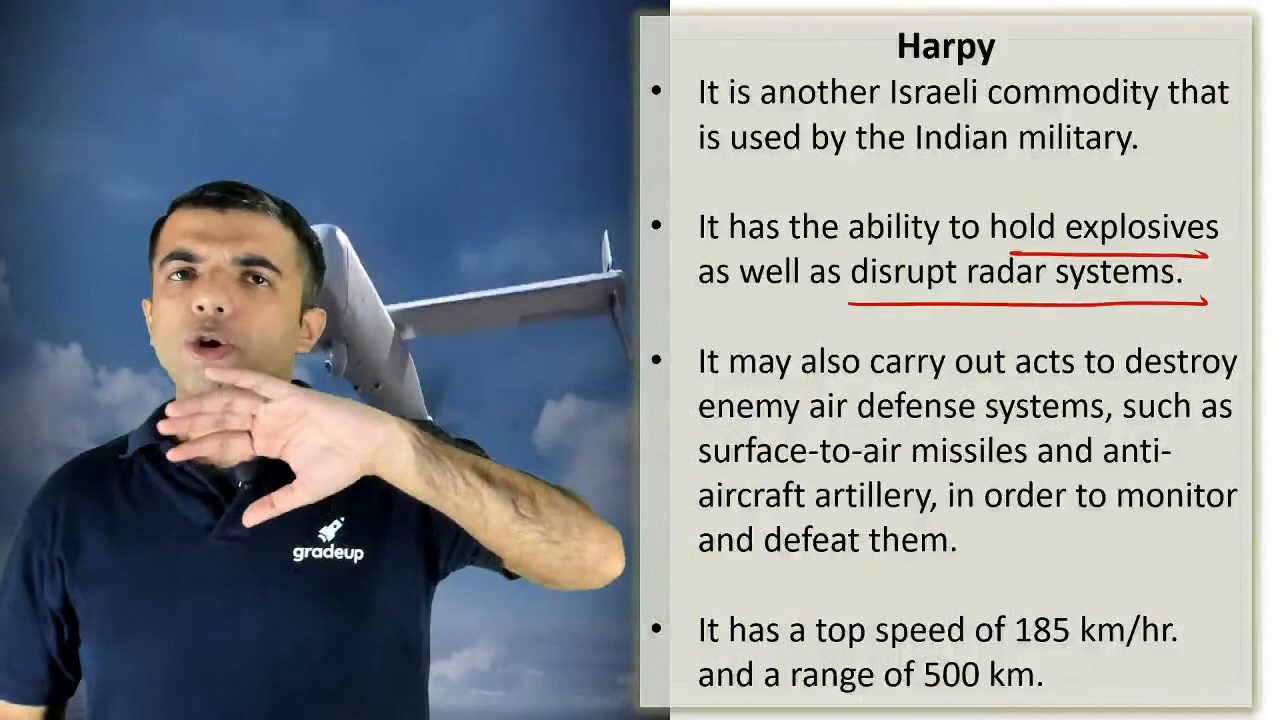 Harpy
• It is another Israeli commodity that
is used by the Indian military.
• It has the ability to hold explosives
as well as disrupt radar systems.
• It may also carry out acts to destroy
enemy air defense systems, such as
surface-to-air missiles and anti-
aircraft artillery, in order to monitor
and defeat them.
• It has a top speed of 185 km/hr.
and a range of 500 km.
gradeup